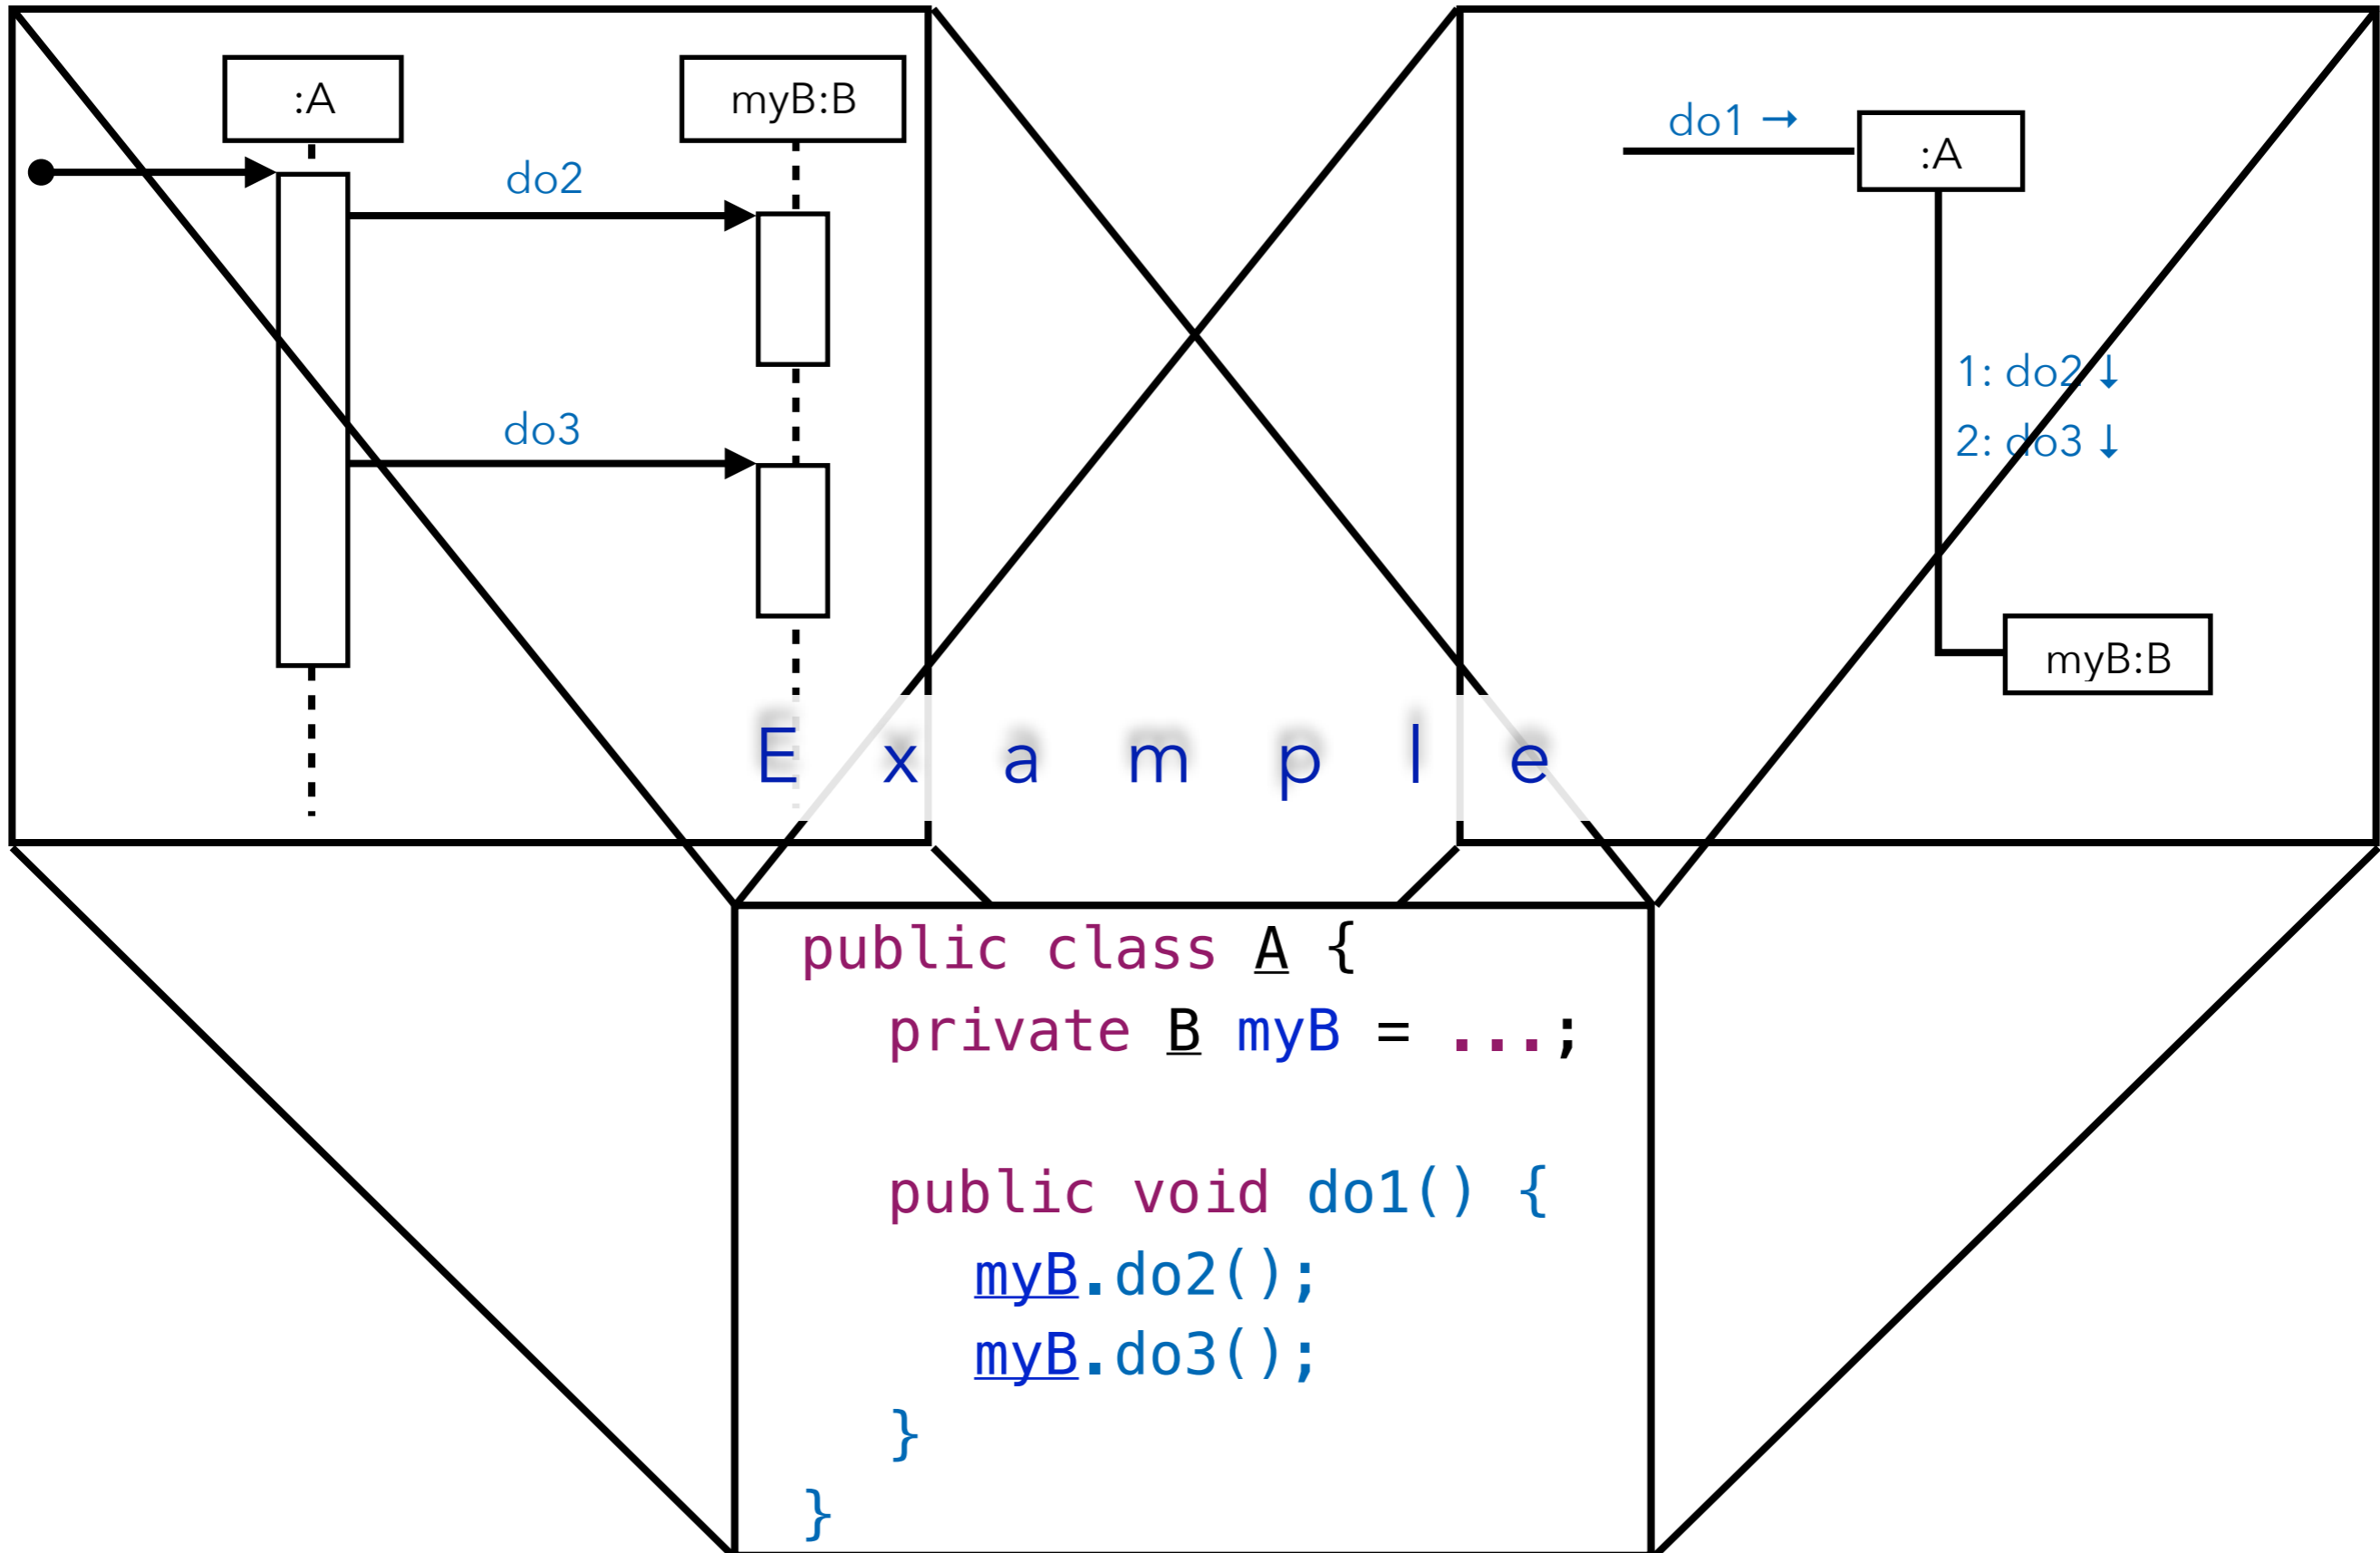 :A
myB:B
do2
do3
do1 →
:A
1: do2 ↓
2: do3 ↓
myB:B
E x a m p l e
public class A {
private B myB = ...;
public void do1() {
myB.do2();
myB.do3();
}
}